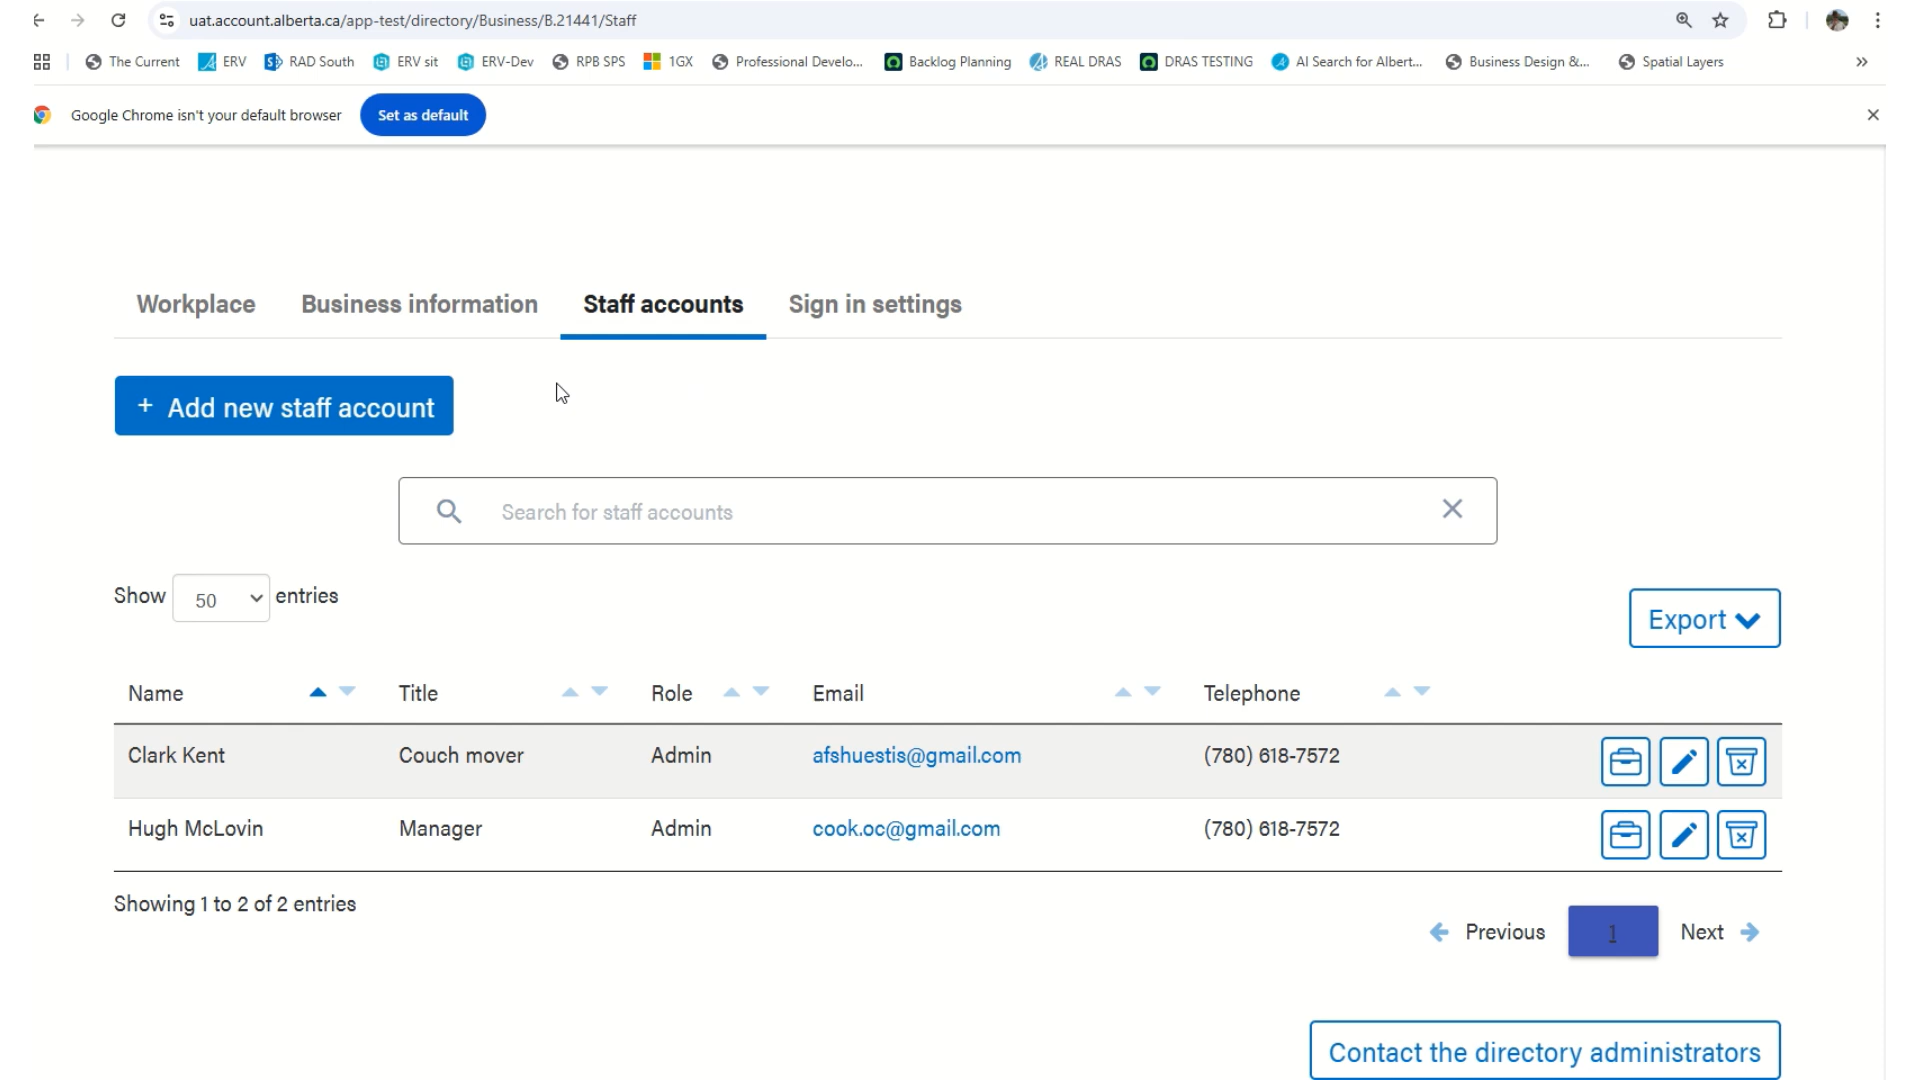 uat.account.alberta.ca/app-test/directory/Business/B.21441/Staff
The Current ERV RAD South ERV sit ERV-Dev RPB SPS 1GX Professional Develo... Backlog Planning REAL DRAS DRAS TESTING AI Search for Albert... Business Design &... Spatial Layers »
Google Chrome isn't your default browser Set as default
Workplace Business information Staff accounts Sign in settings
+ Add new staff account
Search for staff accounts
Show 50 entries
Export
Name Title Role Email Telephone
Clark Kent Couch mover Admin afshuestis@gmail.com (780) 618-7572
Hugh McLovin Manager Admin cook.oc@gmail.com (780) 618-7572
Showing 1 to 2 of 2 entries
Previous 1 Next
Contact the directory administrators